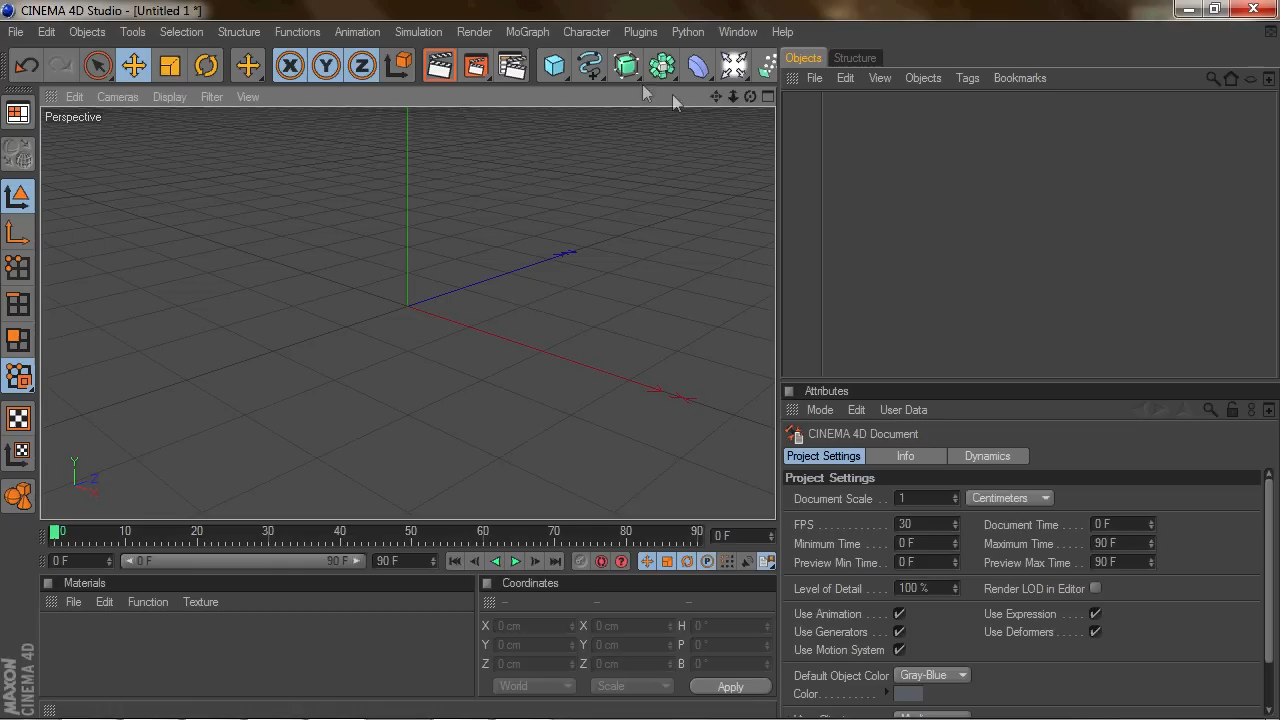 CINEMA 4D Studio - [Untitled 1 *]
File Edit Objects Tools Selection Structure Functions Animation Simulation Render MoGraph Character Plugins Python Window Help
X Y Z
Objects Structure
File Edit View Objects Tags Bookmarks
Edit Cameras Display Filter View
Perspective
Y Z X
0 10 20 30 40 50 60 70 80 90 0 F
0 F 0 F 90 F 90 F
Materials
File Edit Function Texture
Coordinates
X 0 cm X 0 cm H 0 °
Y 0 cm Y 0 cm P 0 °
Z 0 cm Z 0 cm B 0 °
World Scale Apply
MAXON
CINEMA 4D
Attributes
Mode Edit User Data
CINEMA 4D Document
Project Settings Info Dynamics
Project Settings
Document Scale . . 1 Centimeters
FPS . . . . . . . . . 30 Document Time . . . . 0 F
Minimum Time . . . 0 F Maximum Time . . . . 90 F
Preview Min Time . . 0 F Preview Max Time . . 90 F
Level of Detail . . . . 100 % Render LOD in Editor
Use Animation . . . . Use Expression . . . .
Use Generators . . . Use Deformers . . . .
Use Motion System
Default Object Color Gray-Blue
Color. . . . . . . . . .